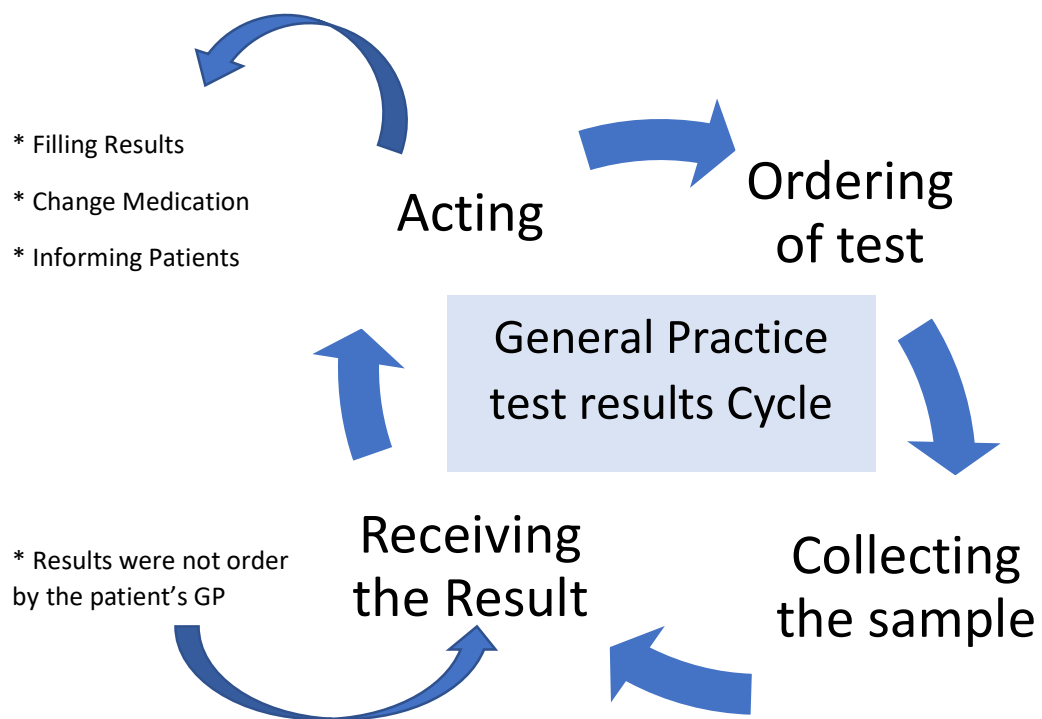 * Filling Results
* Change Medication
* Informing Patients
Acting
Ordering
of test
General Practice
test results Cycle
* Results were not order
by the patient’s GP
Receiving
the Result
Collecting
the sample